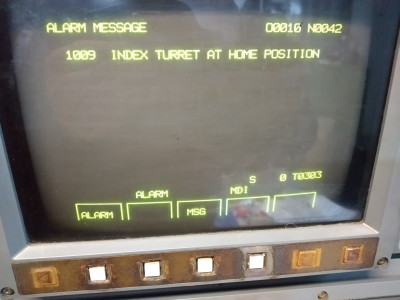 ALARM MESSAGE O0016 N0042
1009 INDEX TURRET AT HOME POSITION
S 0 T0303
ALARM MDI
ALARM MSG